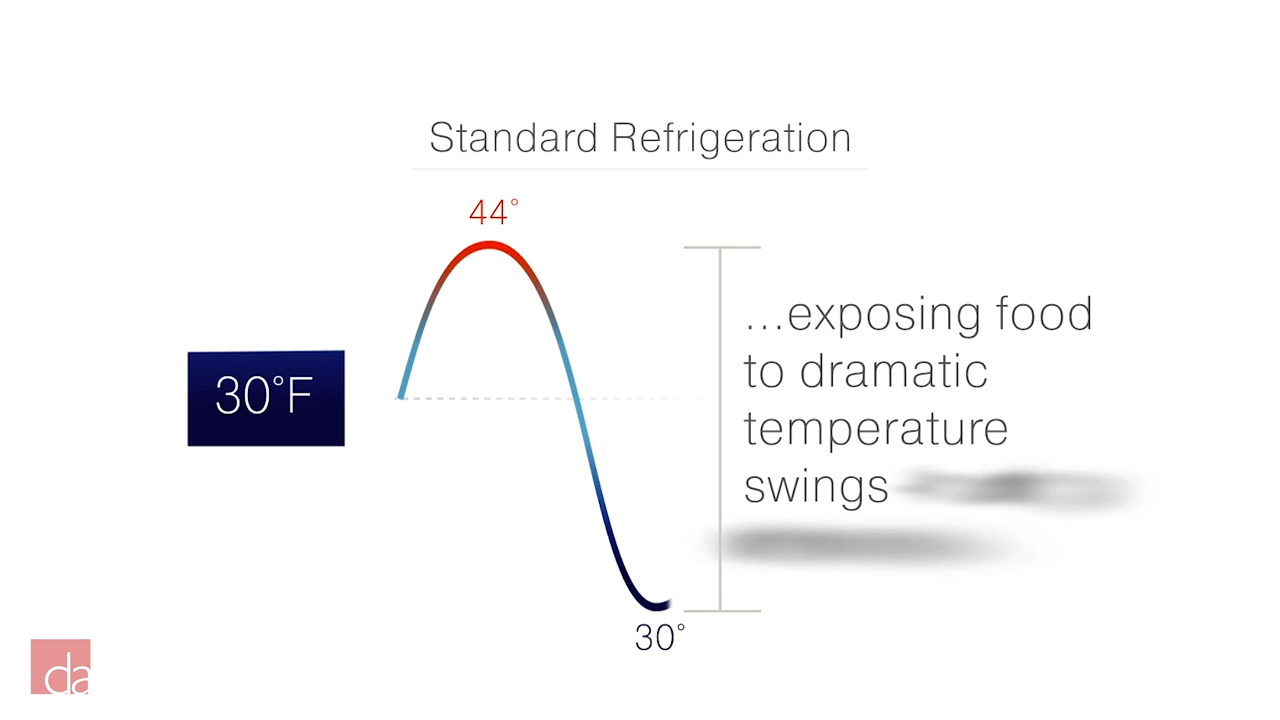 Standard Refrigeration
44°
30°F
...exposing food
to dramatic
temperature
swings
30°
da